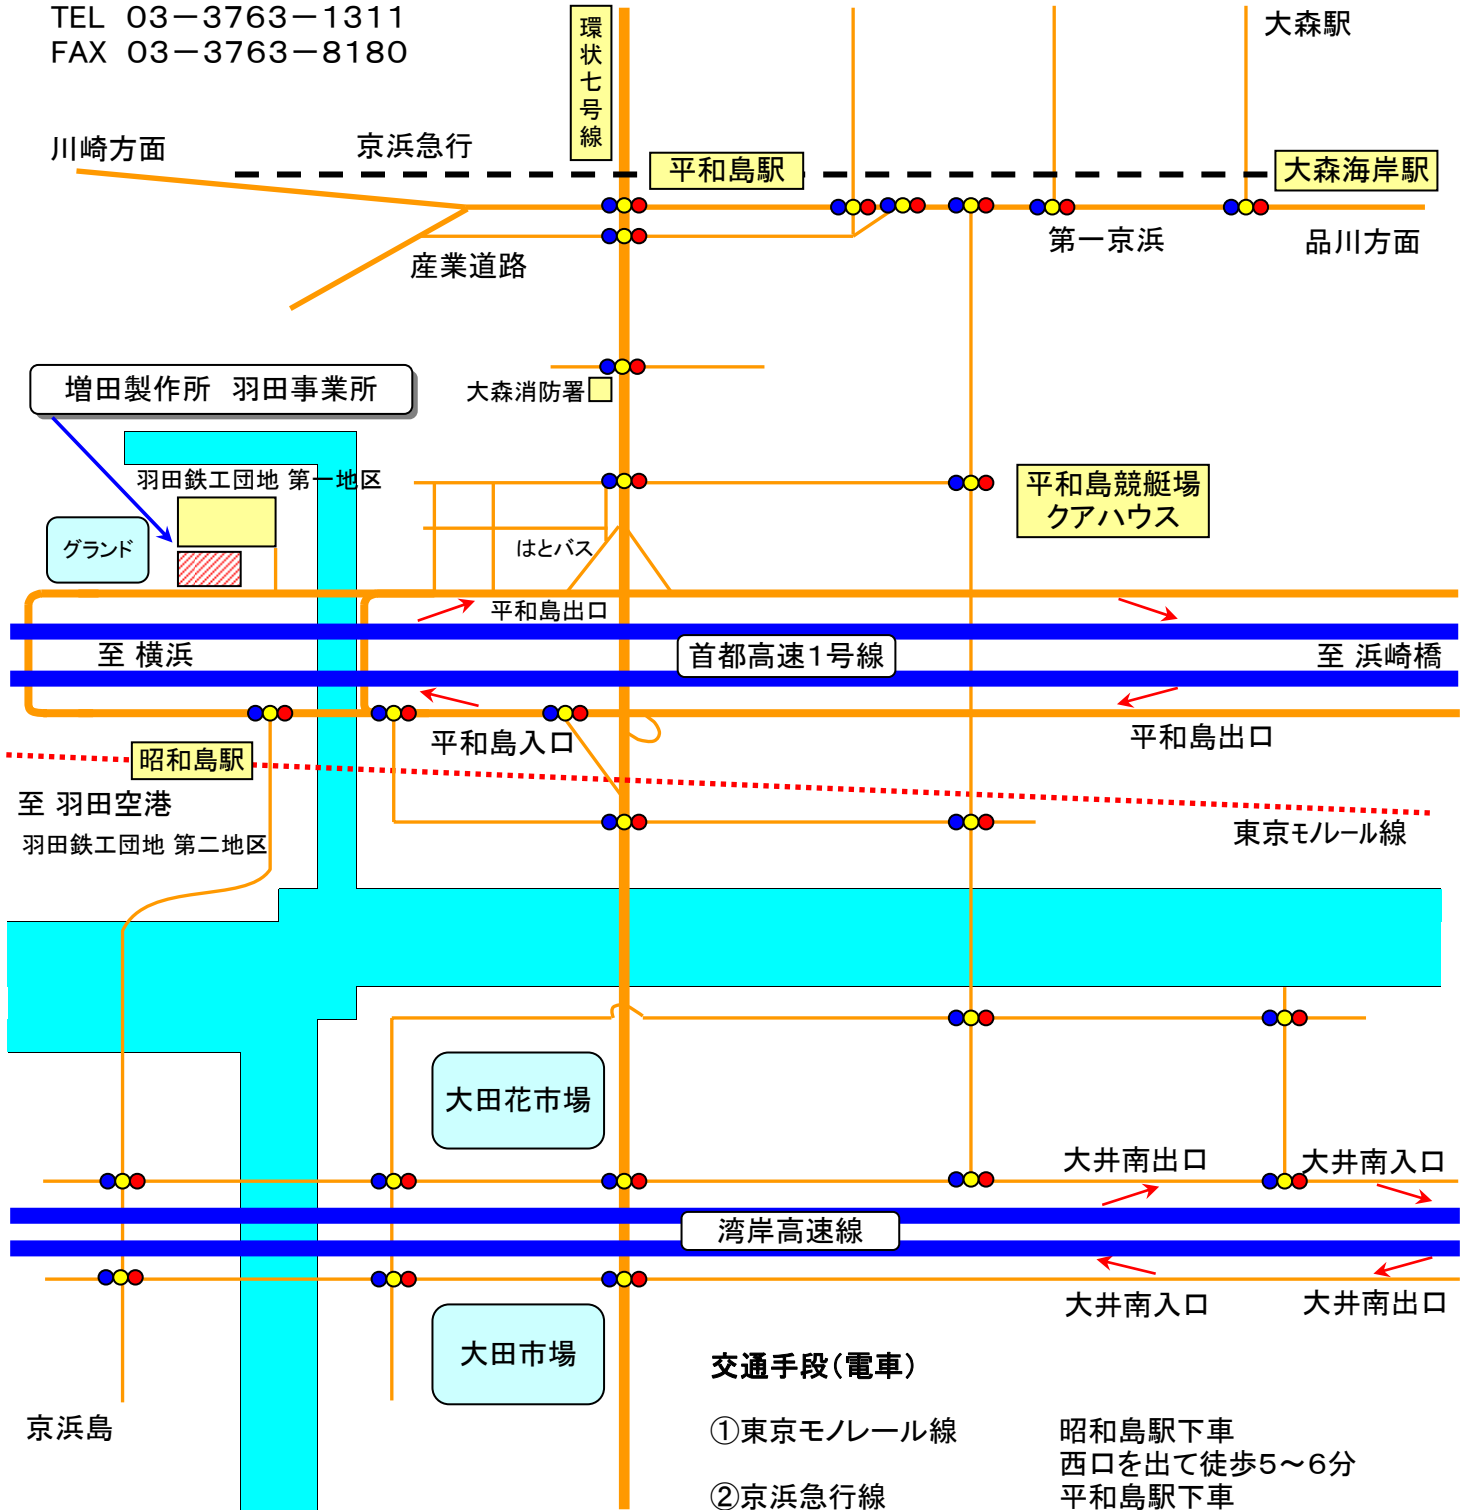 TEL 03－3763－1311
FAX 03－3763－8180
環状七号線
大森駅
川崎方面
京浜急行
平和島駅
大森海岸駅
第一京浜
品川方面
産業道路
増田製作所 羽田事業所
大森消防署
羽田鉄工団地 第一地区
平和島競艇場
クアハウス
グランド
はとバス
平和島出口
至 横浜
首都高速1号線
至 浜崎橋
平和島入口
平和島出口
昭和島駅
至 羽田空港
羽田鉄工団地 第二地区
東京モノレール線
大田花市場
大井南出口
大井南入口
湾岸高速線
大井南入口
大井南出口
大田市場
交通手段（電車）
京浜島
①東京モノレール線 昭和島駅下車
西口を出て徒歩5～6分
②京浜急行線 平和島駅下車